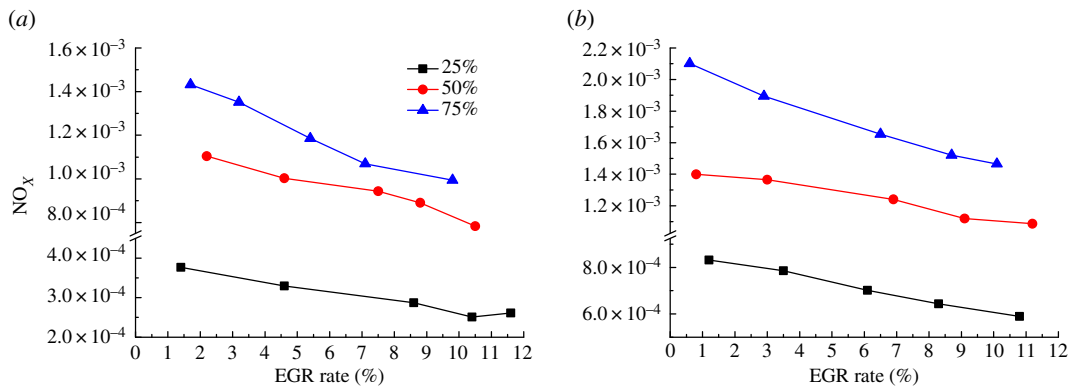 (a)
NO_X
1.6 × 10⁻³
1.4 × 10⁻³
1.2 × 10⁻³
1.0 × 10⁻³
8.0 × 10⁻⁴
4.0 × 10⁻⁴
3.0 × 10⁻⁴
2.0 × 10⁻⁴
25%
50%
75%
0 1 2 3 4 5 6 7 8 9 10 11 12
EGR rate (%)
(b)
2.2 × 10⁻³
2.0 × 10⁻³
1.8 × 10⁻³
1.6 × 10⁻³
1.4 × 10⁻³
1.2 × 10⁻³
8.0 × 10⁻⁴
6.0 × 10⁻⁴
0 1 2 3 4 5 6 7 8 9 10 11 12
EGR rate (%)